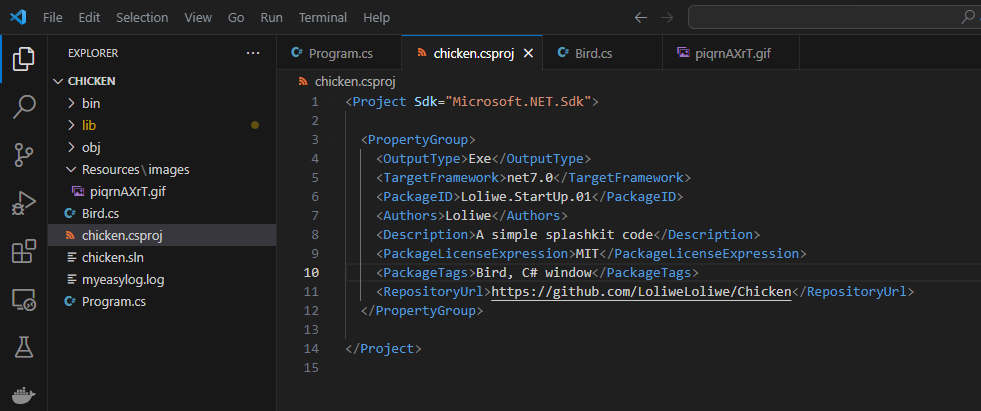 File Edit Selection View Go Run Terminal Help
EXPLORER ...
Program.cs chicken.csproj Bird.cs piqrnAXrT.gif
CHICKEN
bin
lib
obj
Resources\images
piqrnAXrT.gif
Bird.cs
chicken.csproj
chicken.sln
myeasylog.log
Program.cs
chicken.csproj
1 <Project Sdk="Microsoft.NET.Sdk">
2
3 <PropertyGroup>
4 <OutputType>Exe</OutputType>
5 <TargetFramework>net7.0</TargetFramework>
6 <PackageID>Loliwe.StartUp.01</PackageID>
7 <Authors>Loliwe</Authors>
8 <Description>A simple splashkit code</Description>
9 <PackageLicenseExpression>MIT</PackageLicenseExpression>
10 <PackageTags>Bird, C# window</PackageTags>
11 <RepositoryUrl>https://github.com/LoliweLoliwe/Chicken</RepositoryUrl>
12 </PropertyGroup>
13
14 </Project>
15